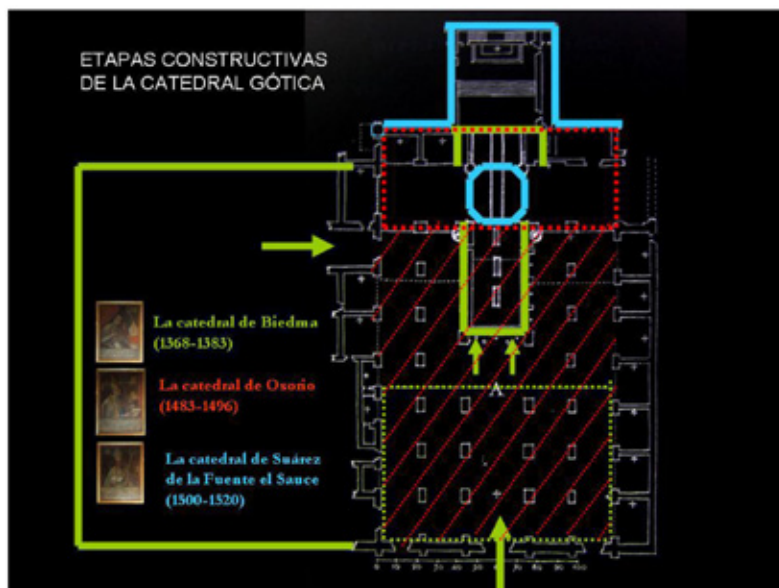 ETAPAS CONSTRUCTIVAS
DE LA CATEDRAL GÓTICA
La catedral de Biedma
(1368-1383)
La catedral de Osorio
(1483-1496)
La catedral de Suárez
de la Fuente el Sauce
(1500-1520)
A